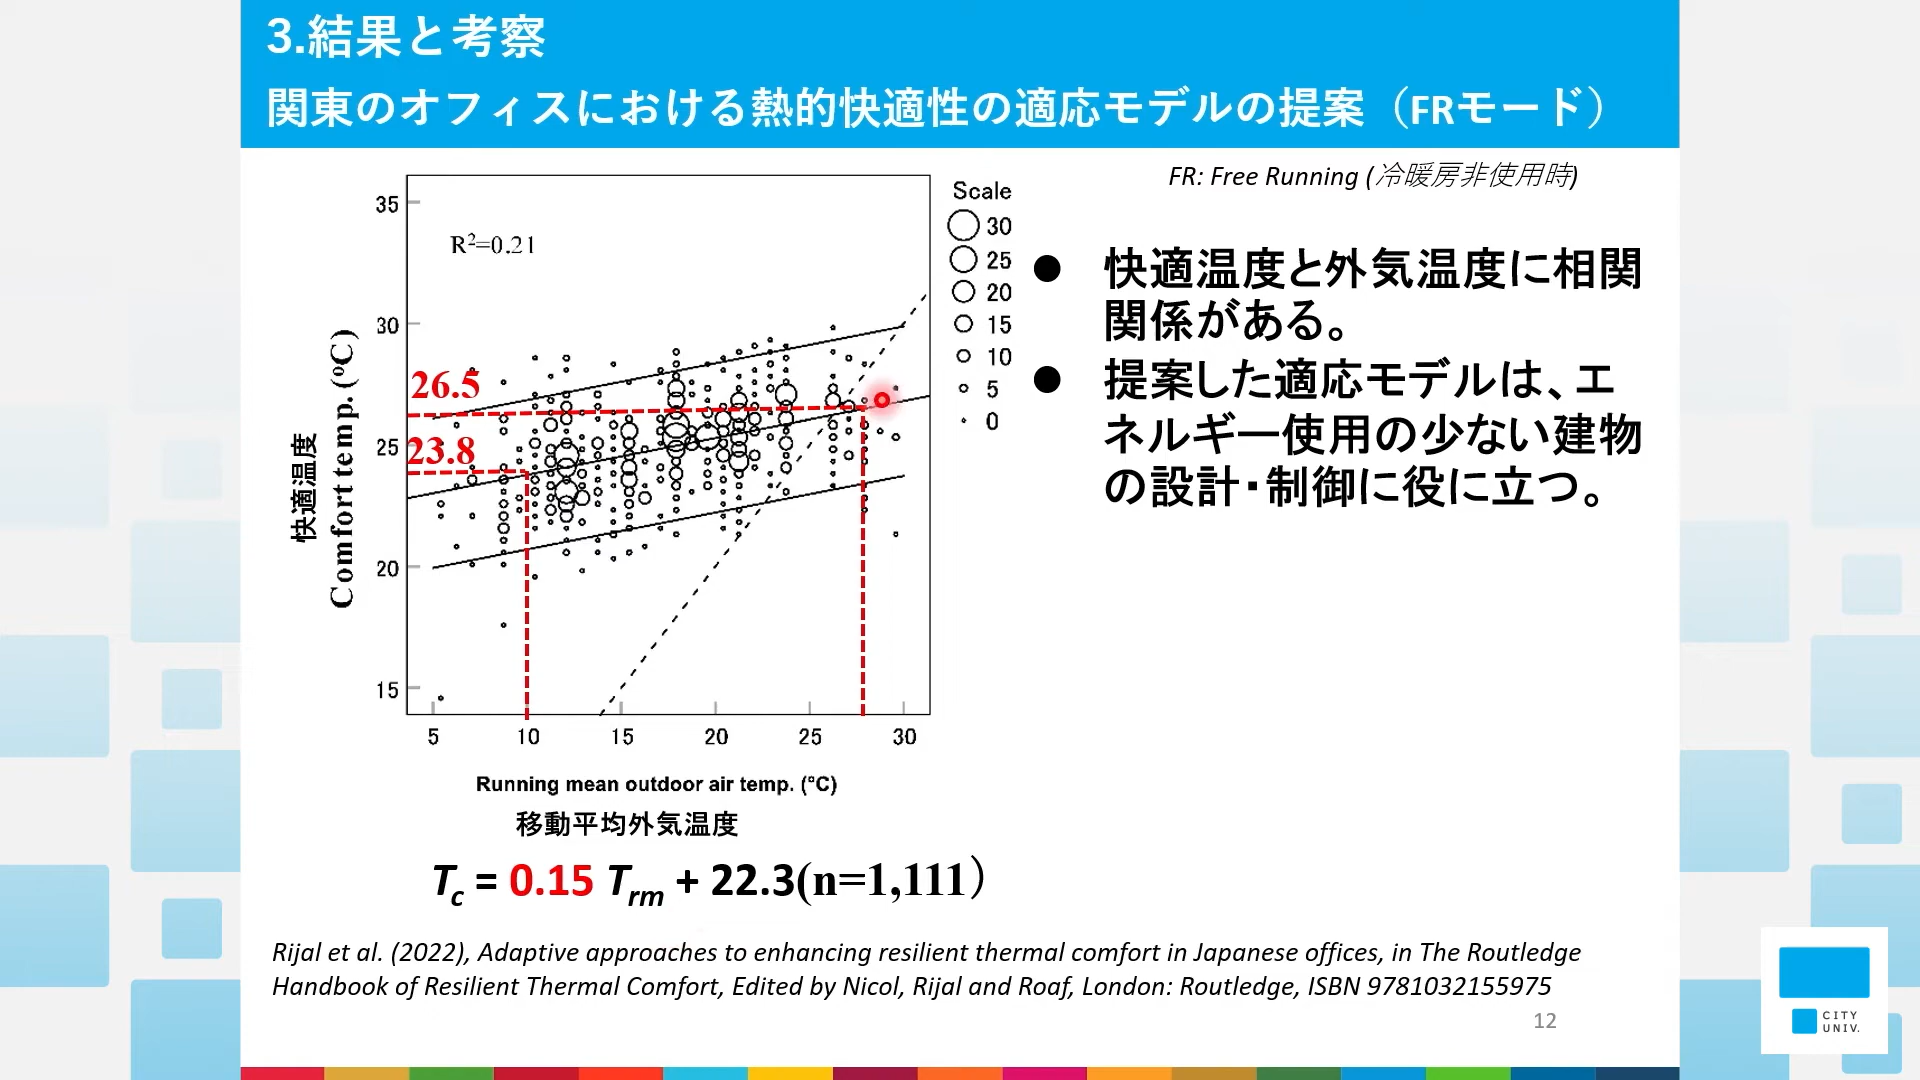 3.結果と考察
関東のオフィスにおける熱的快適性の適応モデルの提案（FRモード）
FR: Free Running (冷暖房非使用時)
R²=0.21
35
30
25
20
15
26.5
23.8
快適温度
Comfort temp. (ºC)
5
10
15
20
25
30
Running mean outdoor air temp. (°C)
移動平均外気温度
Scale
30
25
20
15
10
5
0
● 快適温度と外気温度に相関
関係がある。
● 提案した適応モデルは、エ
ネルギー使用の少ない建物
の設計・制御に役に立つ。
Tc = 0.15 Trm + 22.3(n=1,111）
Rijal et al. (2022), Adaptive approaches to enhancing resilient thermal comfort in Japanese offices, in The Routledge
Handbook of Resilient Thermal Comfort, Edited by Nicol, Rijal and Roaf, London: Routledge, ISBN 9781032155975
12
CITY
UNIV.